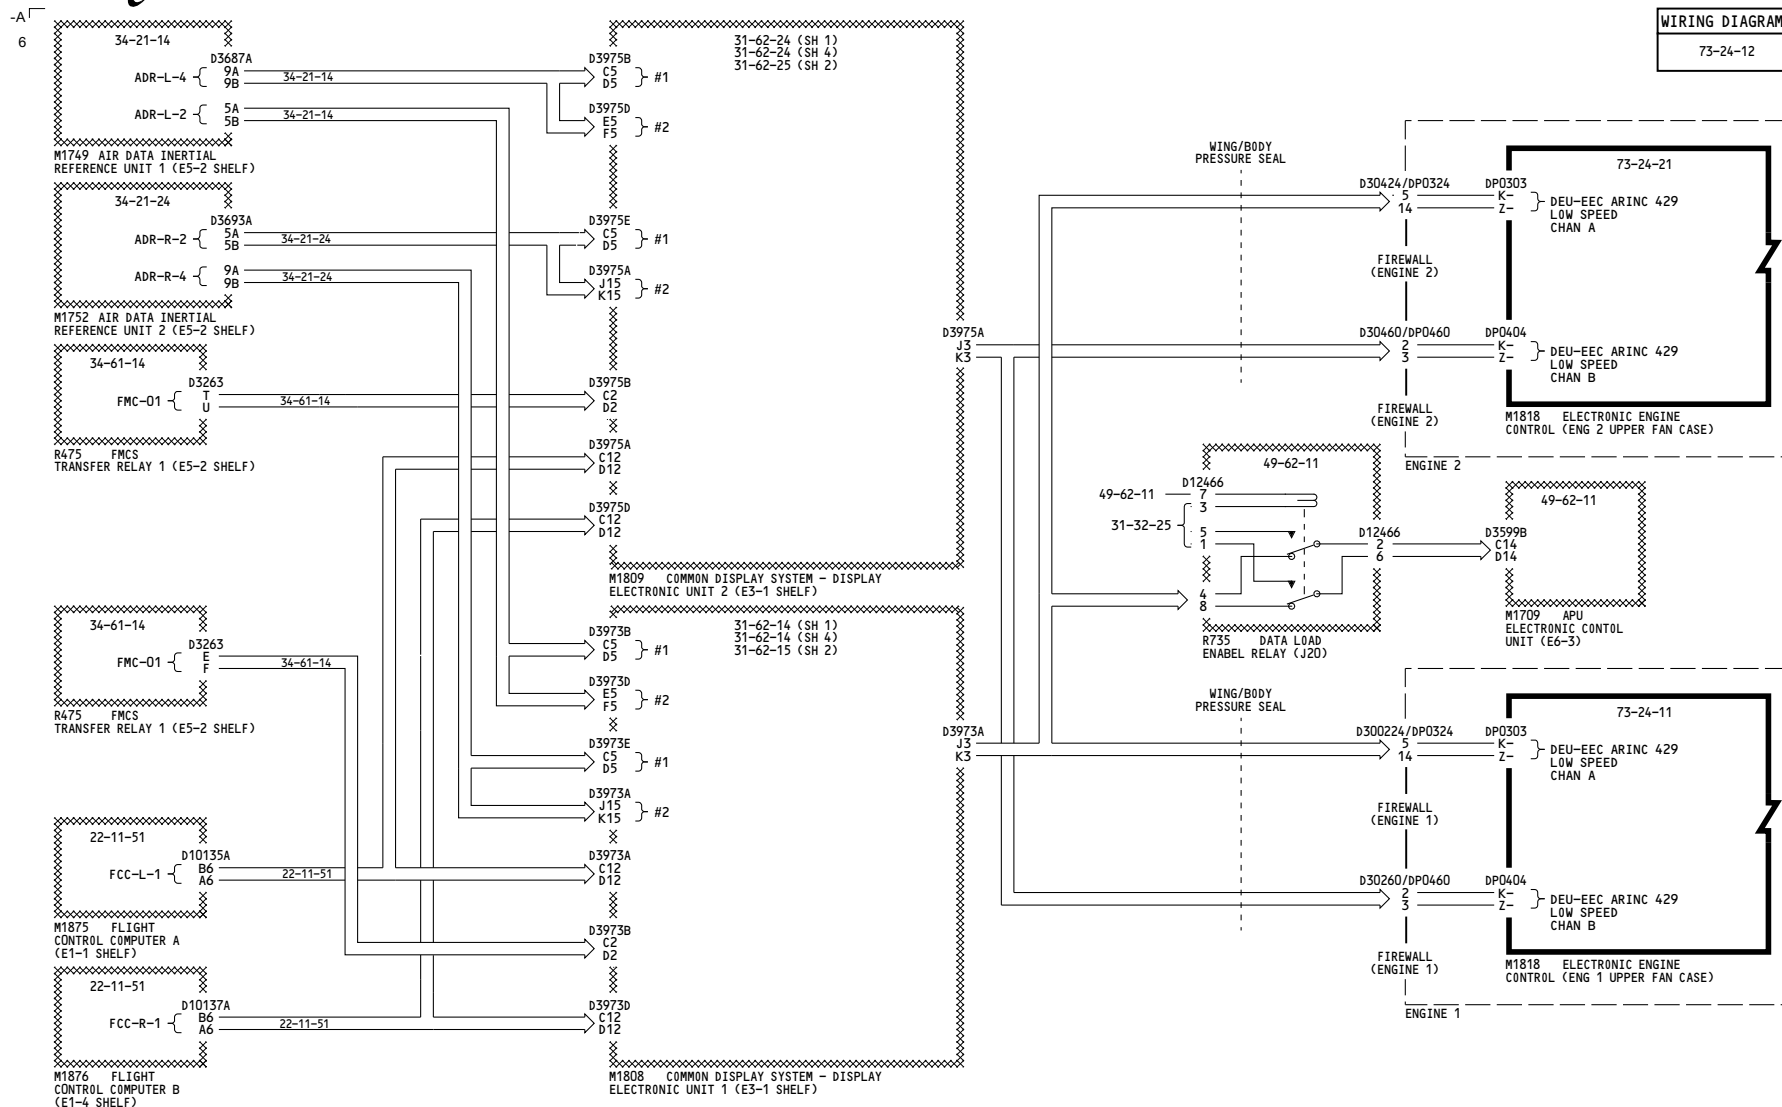 -A
6
WIRING DIAGRAM
73-24-12
34-21-14
D3687A
ADR-L-4 { 9A
9B
34-21-14
ADR-L-2 { 5A
5B
34-21-14
M1749 AIR DATA INERTIAL
REFERENCE UNIT 1 (E5-2 SHELF)
34-21-24
D3693A
ADR-R-2 { 5A
5B
34-21-24
ADR-R-4 { 9A
9B
34-21-24
M1752 AIR DATA INERTIAL
REFERENCE UNIT 2 (E5-2 SHELF)
34-61-14
D3263
FMC-01 { T
U
34-61-14
R475 FMCS
TRANSFER RELAY 1 (E5-2 SHELF)
34-61-14
D3263
FMC-01 { E
F
34-61-14
R475 FMCS
TRANSFER RELAY 1 (E5-2 SHELF)
22-11-51
D10135A
FCC-L-1 { B6
A6
22-11-51
M1875 FLIGHT
CONTROL COMPUTER A
(E1-1 SHELF)
22-11-51
D10137A
FCC-R-1 { B6
A6
22-11-51
M1876 FLIGHT
CONTROL COMPUTER B
(E1-4 SHELF)
31-62-24 (SH 1)
31-62-24 (SH 4)
31-62-25 (SH 2)
D3975B
C5
D5 } #1
D3975D
E5
F5 } #2
D3975E
C5
D5 } #1
D3975A
J15
K15 } #2
D3975B
C2
D2
D3975A
C12
D12
D3975D
C12
D12
D3975A
J3
K3
M1809 COMMON DISPLAY SYSTEM – DISPLAY
ELECTRONIC UNIT 2 (E3-1 SHELF)
31-62-14 (SH 1)
31-62-14 (SH 4)
31-62-15 (SH 2)
D3973B
C5
D5 } #1
D3973D
E5
F5 } #2
D3973E
C5
D5 } #1
D3973A
J15
K15 } #2
D3973A
C12
D12
D3973B
C2
D2
D3973D
C12
D12
D3973A
J3
K3
M1808 COMMON DISPLAY SYSTEM – DISPLAY
ELECTRONIC UNIT 1 (E3-1 SHELF)
WING/BODY
PRESSURE SEAL
D30424/DP0324
5
14
FIREWALL
(ENGINE 2)
D30460/DP0460
2
3
FIREWALL
(ENGINE 2)
73-24-21
DP0303
K-
Z-
DEU-EEC ARINC 429
LOW SPEED
CHAN A
DP0404
K-
Z-
DEU-EEC ARINC 429
LOW SPEED
CHAN B
M1818 ELECTRONIC ENGINE
CONTROL (ENG 2 UPPER FAN CASE)
ENGINE 2
49-62-11
D12466
49-62-11 7
3
31-32-25 { 5
1
4
8
D12466
2
6
R735 DATA LOAD
ENABEL RELAY (J20)
49-62-11
D3599B
C14
D14
M1709 APU
ELECTRONIC CONTOL
UNIT (E6-3)
WING/BODY
PRESSURE SEAL
D300224/DP0324
5
14
FIREWALL
(ENGINE 1)
D30260/DP0460
2
3
FIREWALL
(ENGINE 1)
73-24-11
DP0303
K-
Z-
DEU-EEC ARINC 429
LOW SPEED
CHAN A
DP0404
K-
Z-
DEU-EEC ARINC 429
LOW SPEED
CHAN B
M1818 ELECTRONIC ENGINE
CONTROL (ENG 1 UPPER FAN CASE)
ENGINE 1